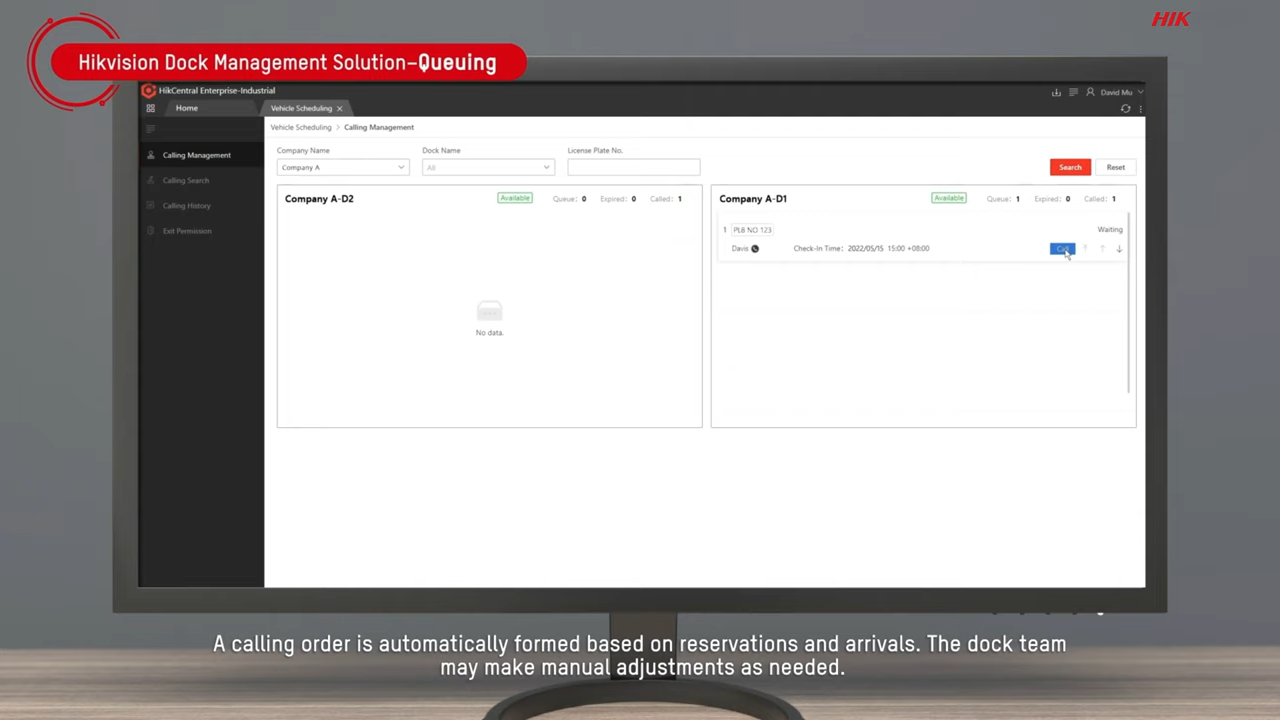 HIK
Hikvision Dock Management Solution–Queuing
HikCentral Enterprise-Industrial
David Mu
Home
Vehicle Scheduling
Vehicle Scheduling > Calling Management
Calling Management
Calling Search
Calling History
Exit Permission
Company Name
Dock Name
License Plate No.
Company A
All
Search
Reset
Company A-D2
Available
Queue: 0
Expired: 0
Called: 1
No data.
Company A-D1
Available
Queue: 1
Expired: 0
Called: 1
1 PLB NO 123
Waiting
Davis
Check-In Time: 2022/05/15 15:00 +08:00
Call
A calling order is automatically formed based on reservations and arrivals. The dock team
may make manual adjustments as needed.